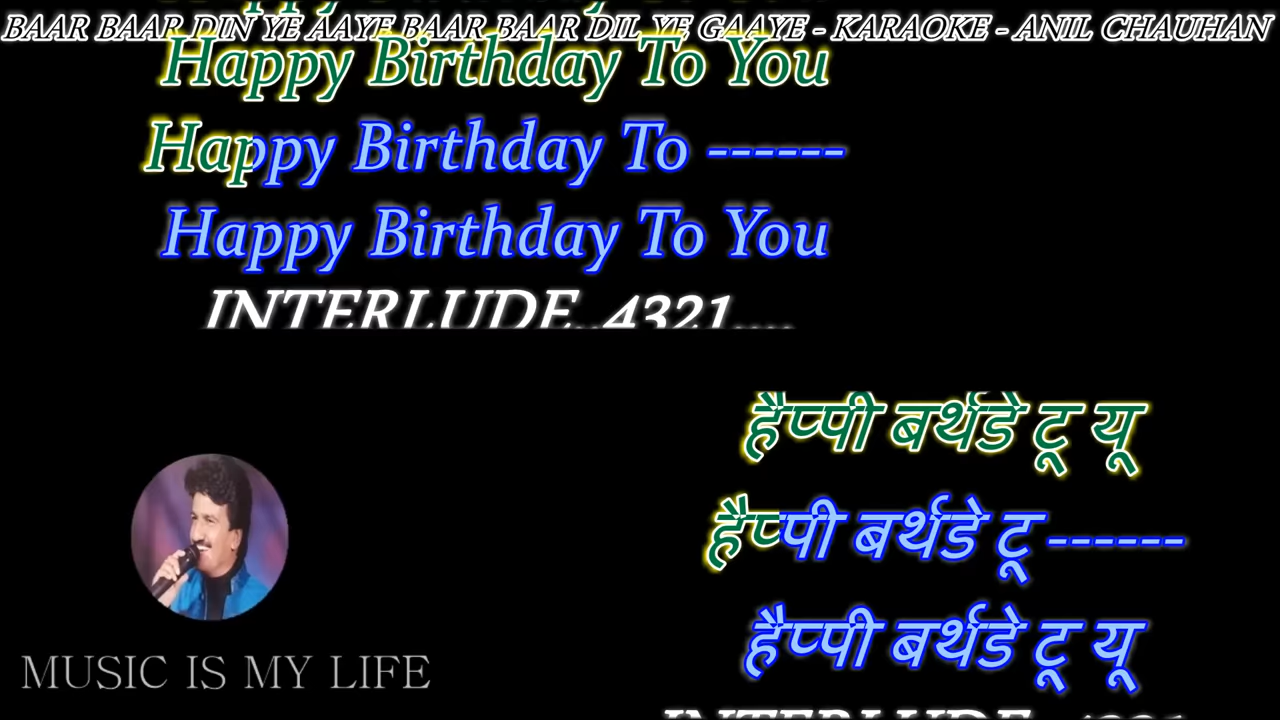 BAAR BAAR DIN YE AAYE BAAR BAAR DIL YE GAAYE - KARAOKE - ANIL CHAUHAN
Happy Birthday To You
Happy Birthday To ------
Happy Birthday To You
INTERLUDE..4321....
हैप्पी बर्थडे टू यू
हैप्पी बर्थडे टू ------
हैप्पी बर्थडे टू यू
MUSIC IS MY LIFE